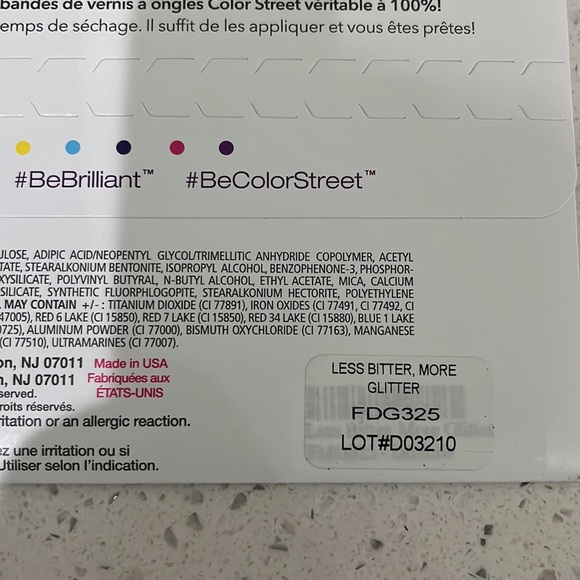 bandes de vernis à ongles Color Street véritable à 100%!
emps de séchage. Il suffit de les appliquer et vous êtes prêtes!
#BeBrilliant™ #BeColorStreet™
ULOSE, ADIPIC ACID/NEOPENTYL GLYCOL/TRIMELLITIC ANHYDRIDE COPOLYMER, ACETYL
TATE, STEARALKONIUM BENTONITE, ISOPROPYL ALCOHOL, BENZOPHENONE-3, PHOSPHOR-
OXYSILICATE, POLYVINYL BUTYRAL, N-BUTYL ALCOHOL, ETHYL ACETATE, MICA, CALCIUM
SILICATE, SYNTHETIC FLUORPHLOGOPITE, STEARALKONIUM HECTORITE, POLYETHYLENE
. MAY CONTAIN +/- : TITANIUM DIOXIDE (CI 77891), IRON OXIDES (CI 77491, CI 77492, CI
47005), RED 6 LAKE (CI 15850), RED 7 LAKE (CI 15850), RED 34 LAKE (CI 15880), BLUE 1 LAKE
0725), ALUMINUM POWDER (CI 77000), BISMUTH OXYCHLORIDE (CI 77163), MANGANESE
(CI 77510), ULTRAMARINES (CI 77007).
on, NJ 07011 Made in USA
n, NJ 07011 Fabriquées aux
ÉTATS-UNIS
served.
roits réservés.
ritation or an allergic reaction.
ez une irritation ou si
Utiliser selon l'indication.
LESS BITTER, MORE
GLITTER
FDG325
LOT#D03210